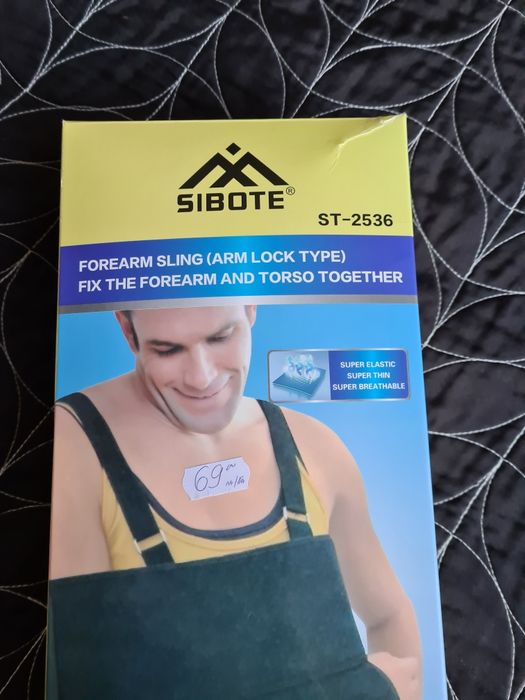 SIBOTE®
ST-2536
FOREARM SLING (ARM LOCK TYPE)
FIX THE FOREARM AND TORSO TOGETHER
SUPER ELASTIC
SUPER THIN
SUPER BREATHABLE
69